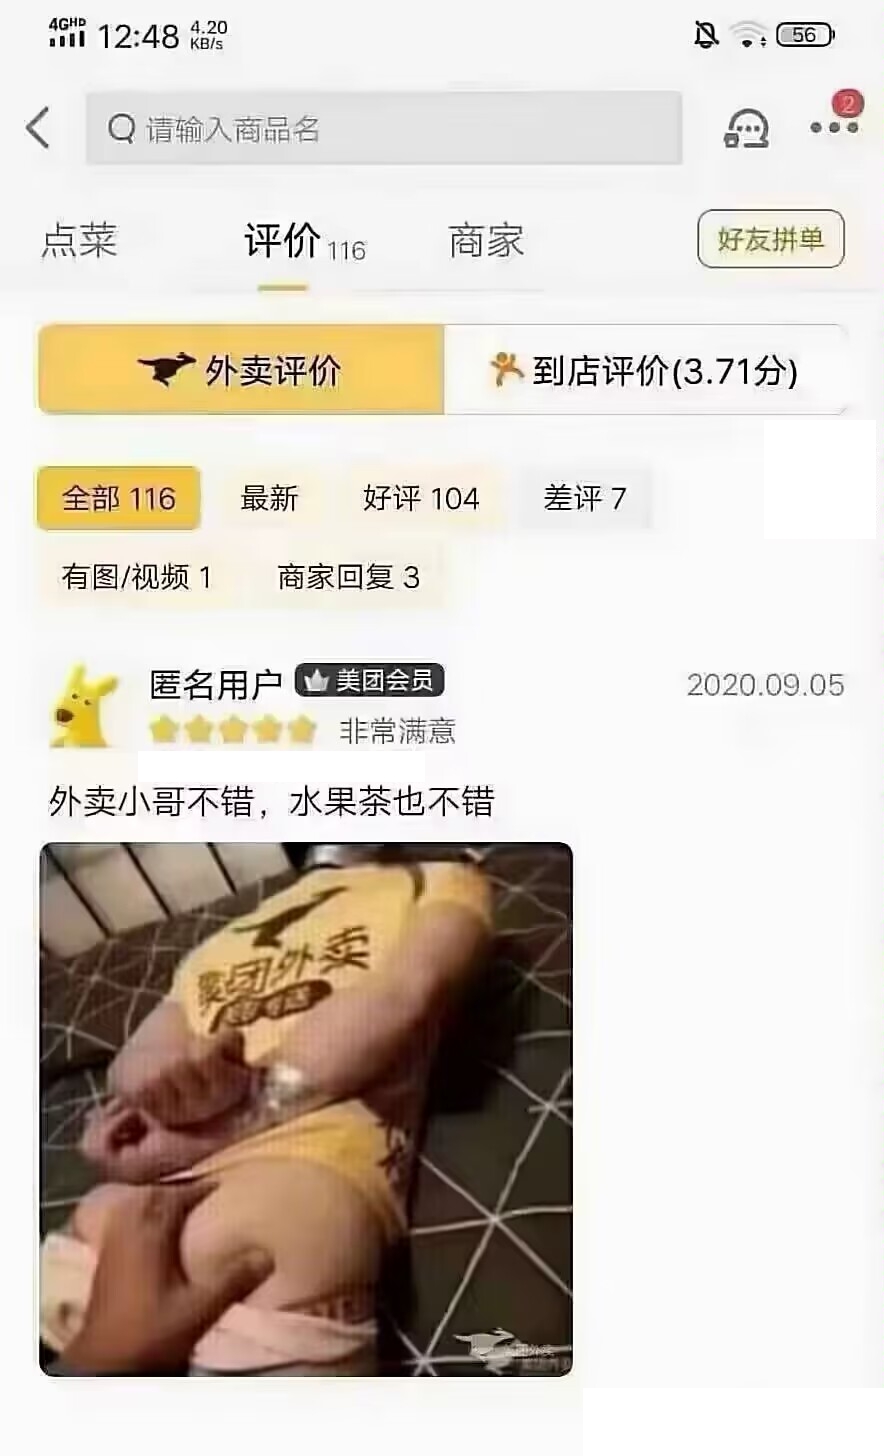 4GHD 12:48 4.20 KB/s 56
请输入商品名 2
点菜 评价 116 商家 好友拼单
外卖评价 到店评价(3.71分)
全部 116 最新 好评 104 差评 7
有图/视频 1 商家回复 3
匿名用户 美团会员 2020.09.05
非常满意
外卖小哥不错，水果茶也不错
团外卖